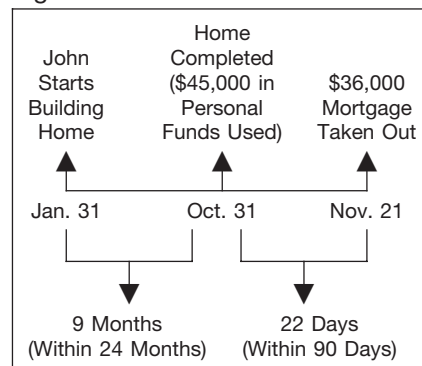 John
Starts
Building
Home
Home
Completed
($45,000 in
Personal
Funds Used)
$36,000
Mortgage
Taken Out
Jan. 31
Oct. 31
Nov. 21
9 Months
(Within 24 Months)
22 Days
(Within 90 Days)